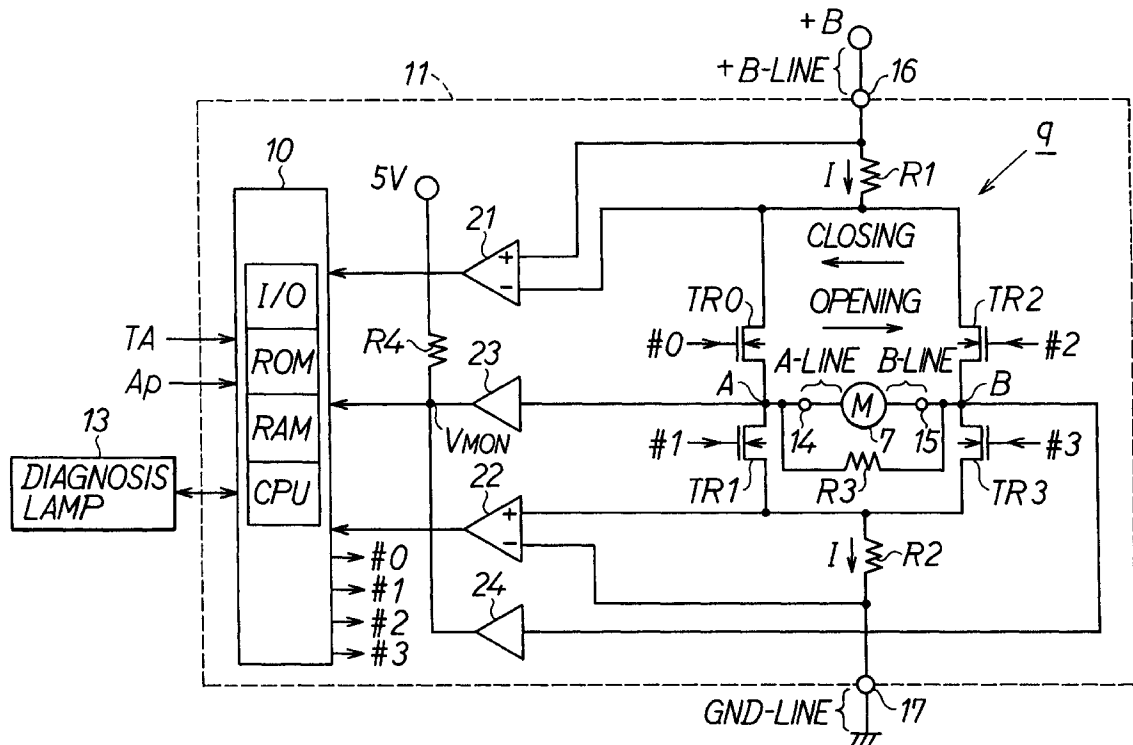 +B
+B-LINE
16
11
q
10
5V
I
R1
21
+
-
CLOSING
OPENING
I/O
ROM
RAM
CPU
TA
Ap
TR0
TR2
R4
#0
#2
23
A-LINE
B-LINE
A
B
M
14
7
15
VMON
#1
#3
R3
13
DIAGNOSIS
LAMP
22
TR1
TR3
+
-
I
R2
#0
#1
#2
#3
24
17
GND-LINE